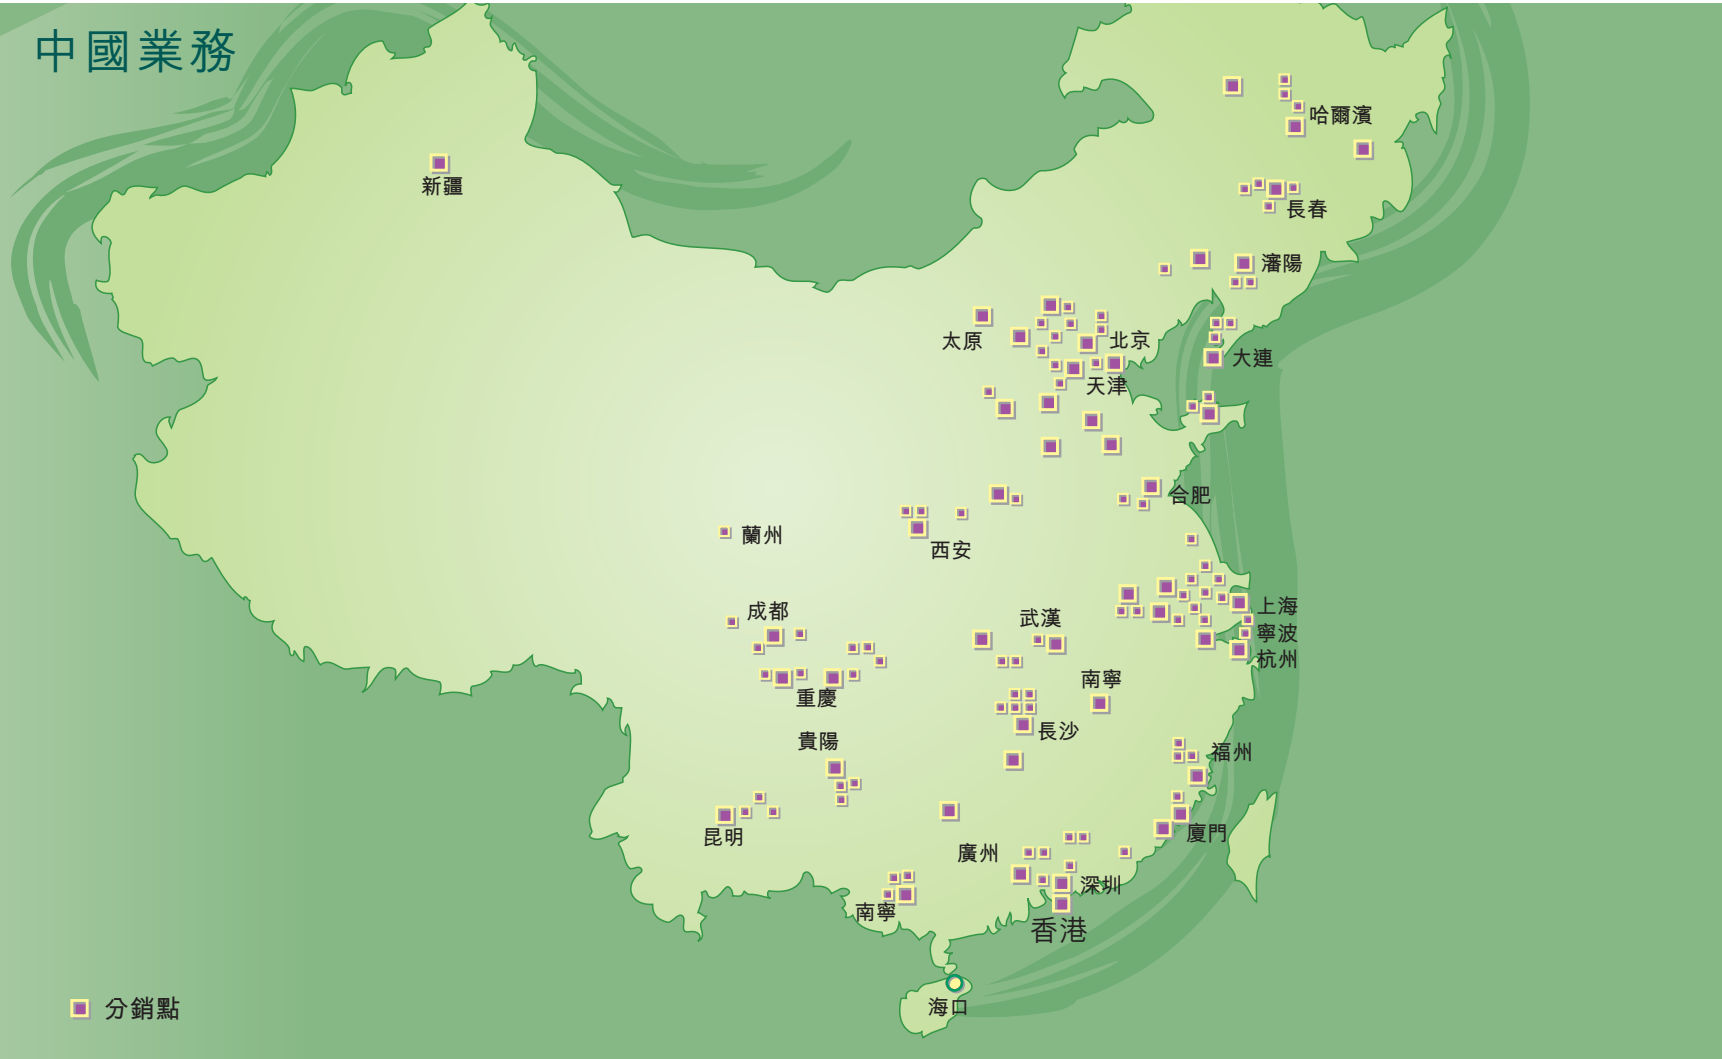 中國業務
哈爾濱
新疆
長春
瀋陽
太原
北京
大連
天津
合肥
蘭州
西安
成都
武漢
上海
寧波
杭州
重慶
南寧
長沙
貴陽
福州
昆明
廈門
廣州
深圳
南寧
香港
海口
分銷點